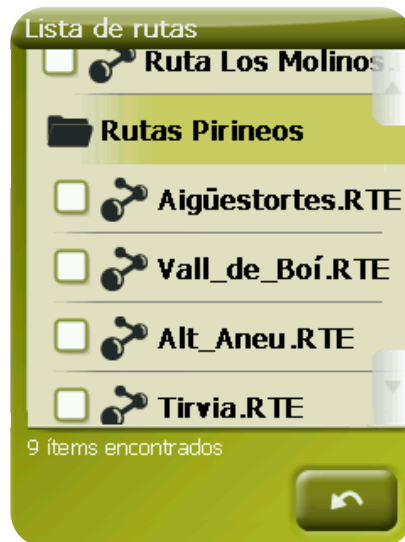 Lista de rutas
Ruta Los Molinos.
Rutas Pirineos
Aigüestortes.RTE
Vall_de_Boí.RTE
Alt_Aneu.RTE
Tirvia.RTE
9 ítems encontrados